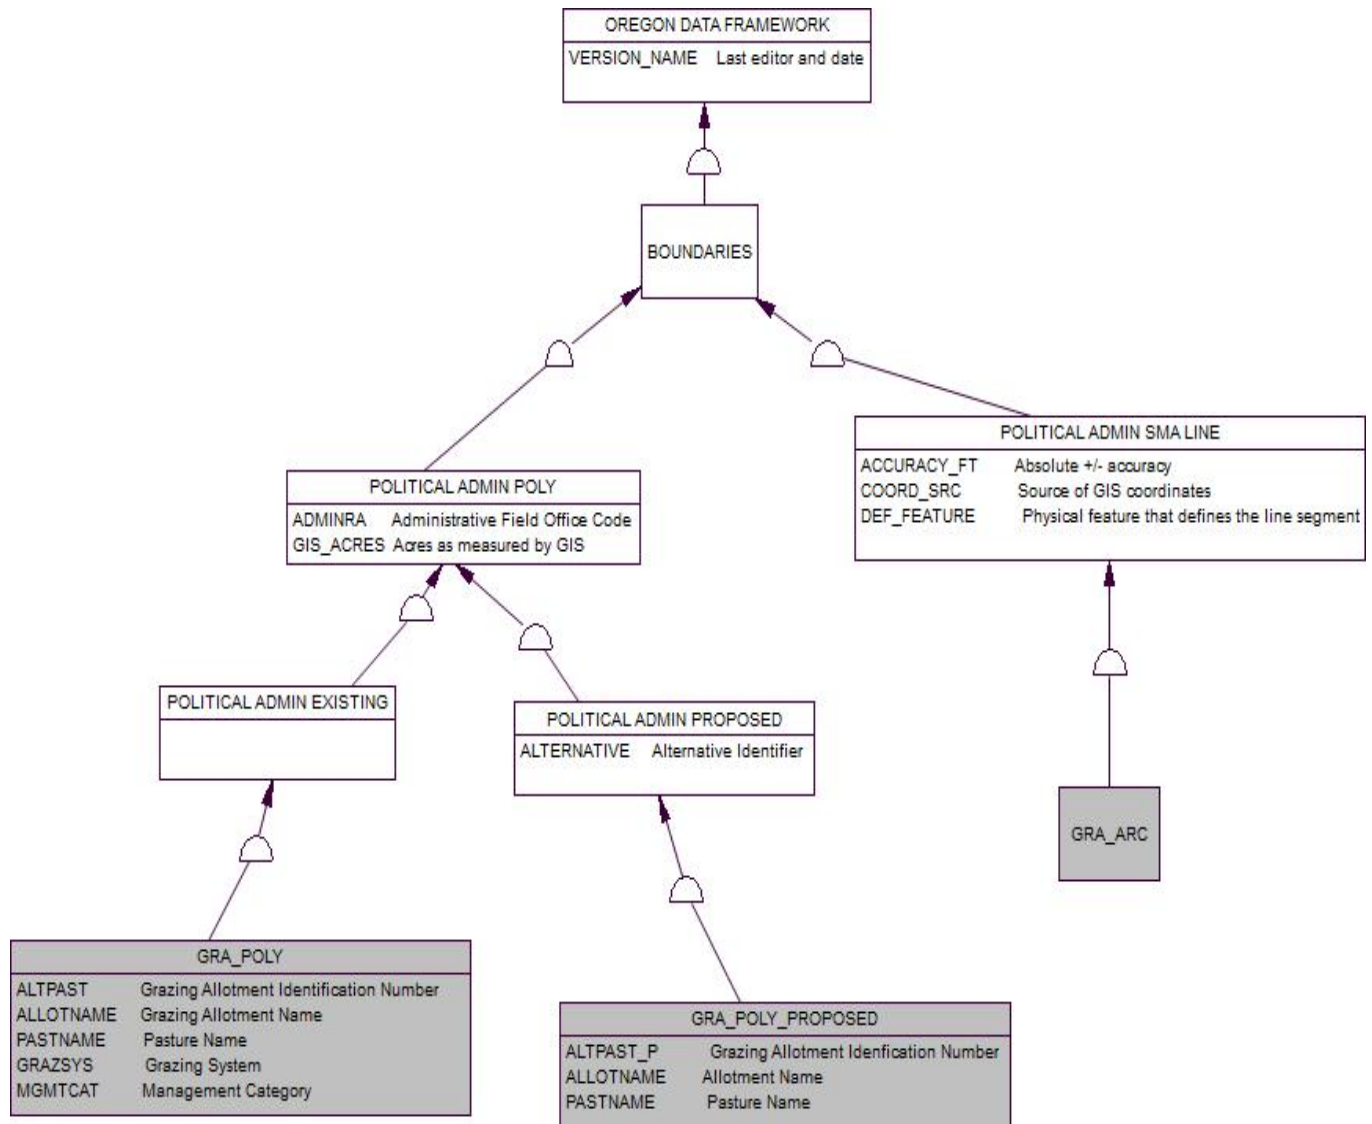 OREGON DATA FRAMEWORK
VERSION_NAME Last editor and date
BOUNDARIES
POLITICAL ADMIN POLY
ADMINRA Administrative Field Office Code
GIS_ACRES Acres as measured by GIS
POLITICAL ADMIN SMA LINE
ACCURACY_FT Absolute +/- accuracy
COORD_SRC Source of GIS coordinates
DEF_FEATURE Physical feature that defines the line segment
POLITICAL ADMIN EXISTING
POLITICAL ADMIN PROPOSED
ALTERNATIVE Alternative Identifier
GRA_ARC
GRA_POLY
ALTPAST Grazing Allotment Identification Number
ALLOTNAME Grazing Allotment Name
PASTNAME Pasture Name
GRAZSYS Grazing System
MGMTCAT Management Category
GRA_POLY_PROPOSED
ALTPAST_P Grazing Allotment Idenfication Number
ALLOTNAME Allotment Name
PASTNAME Pasture Name